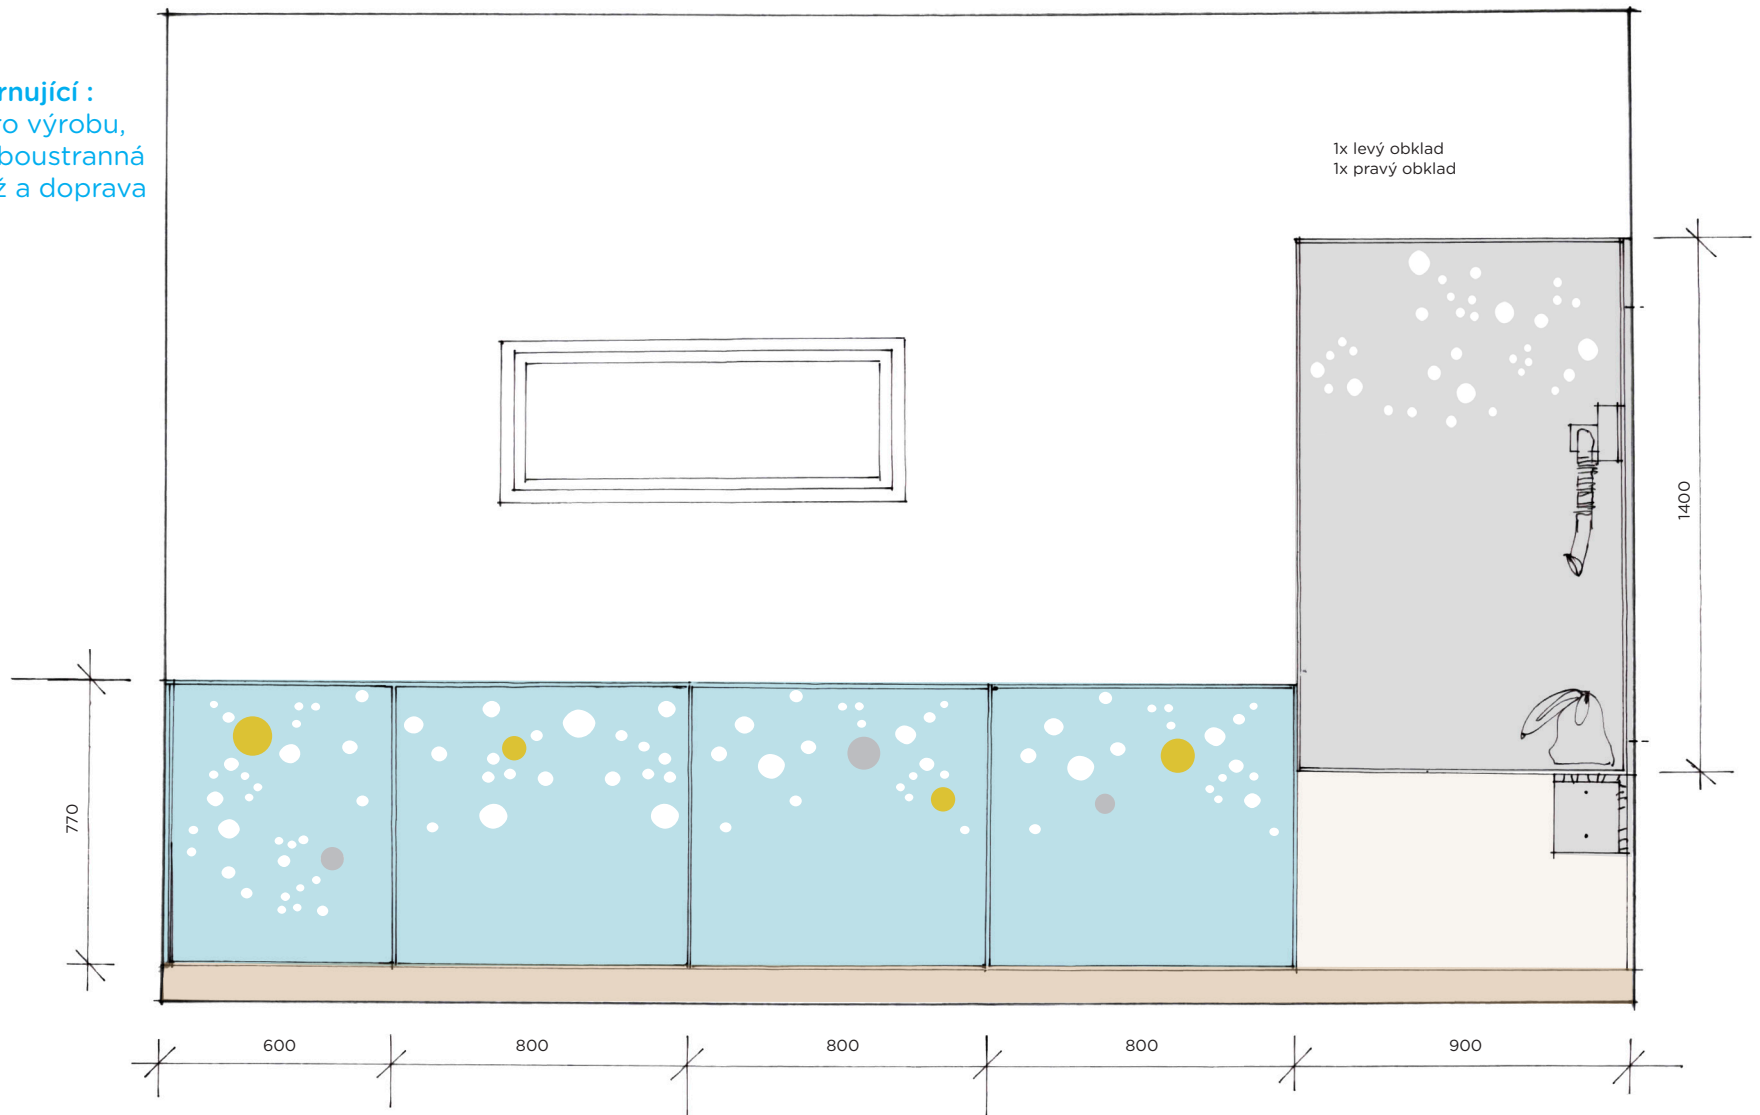 rnující :
ro výrobu,
boustranná
ž a doprava
1x levý obklad
1x pravý obklad
1400
770
600
800
800
800
900